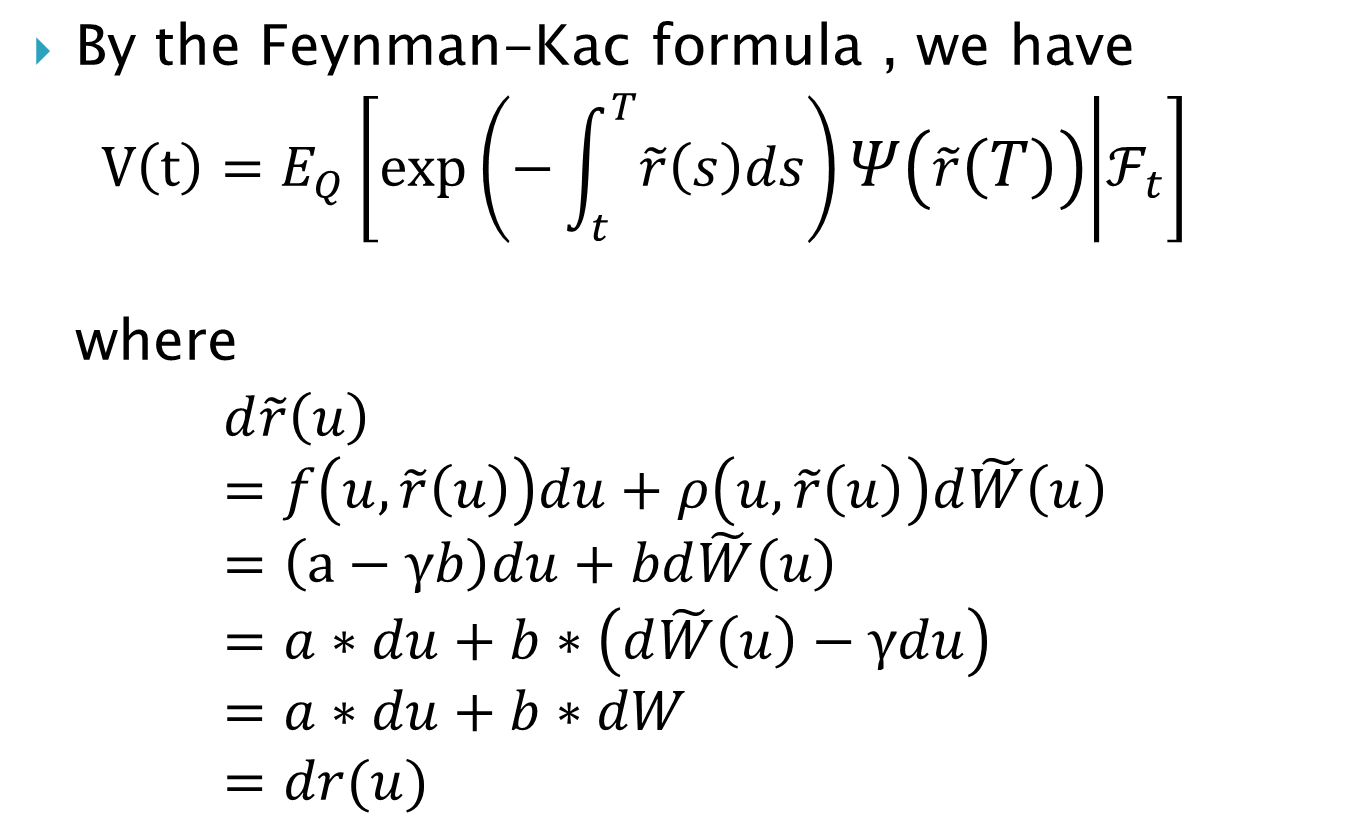 By the Feynman–Kac formula , we have
V(t) = E_Q [exp(−∫_t^T r̃(s)ds) Ψ(r̃(T))|ℱ_t]
where
dr̃(u)
= f(u, r̃(u))du + ρ(u, r̃(u))dW̃(u)
= (a − γb)du + bdW̃(u)
= a ∗ du + b ∗ (dW̃(u) − γdu)
= a ∗ du + b ∗ dW
= dr(u)